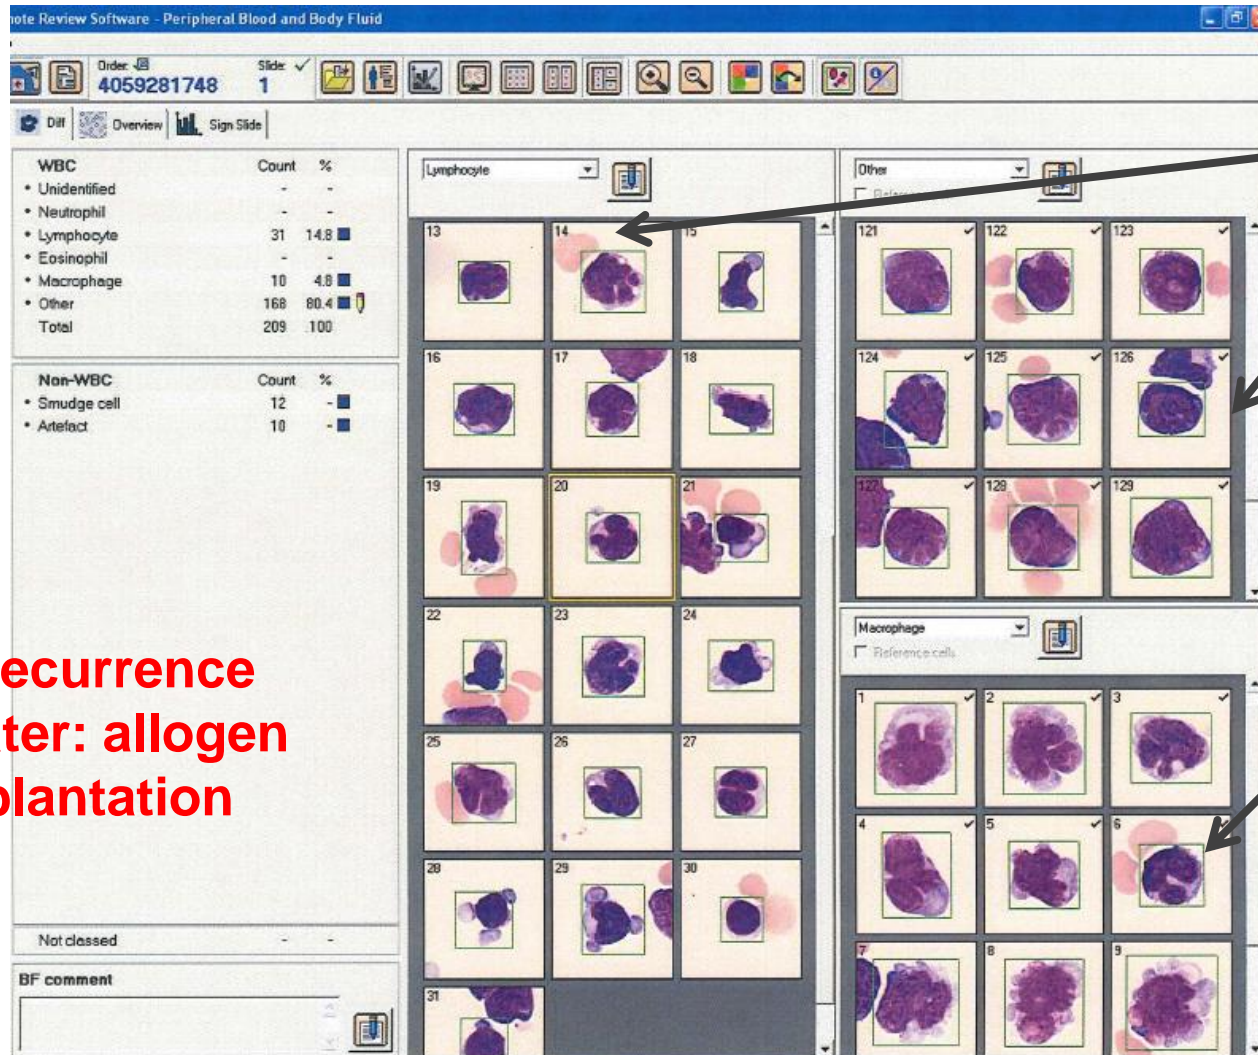 ote Review Software - Peripheral Blood and Body Fluid
Order:
Slide:
4059281748
1
Diff
Overview
Sign Slide
WBC Count %
Unidentified - -
Neutrophil - -
Lymphocyte 31 14.8
Eosinophil - -
Macrophage 10 4.8
Other 168 80.4
Total 209 100
Non-WBC Count %
Smudge cell 12 -
Artefact 10 -
ecurrence
ter: allogen
plantation
Not classed - -
BF comment
Lymphocyte
13 14 15
16 17 18
19 20 21
22 23 24
25 26 27
28 29 30
31
Other
121 122 123
124 125 126
127 128 129
Macrophage
Reference cells
1 2 3
4 5 6
7 8 9